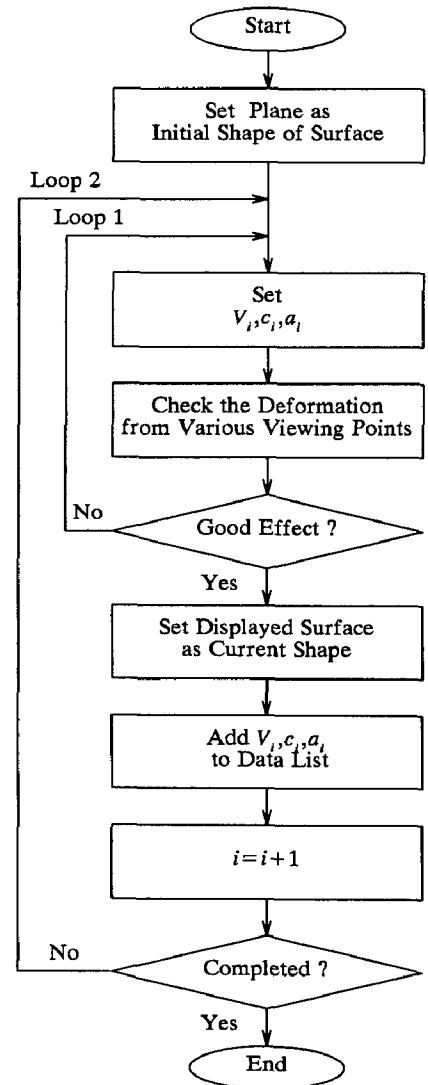 Start
Set Plane as
Initial Shape of Surface
Loop 2
Loop 1
Set
V_i,c_i,a_i
Check the Deformation
from Various Viewing Points
No
Good Effect ?
Yes
Set Displayed Surface
as Current Shape
Add V_i,c_i,a_i
to Data List
i=i+1
No
Completed ?
Yes
End